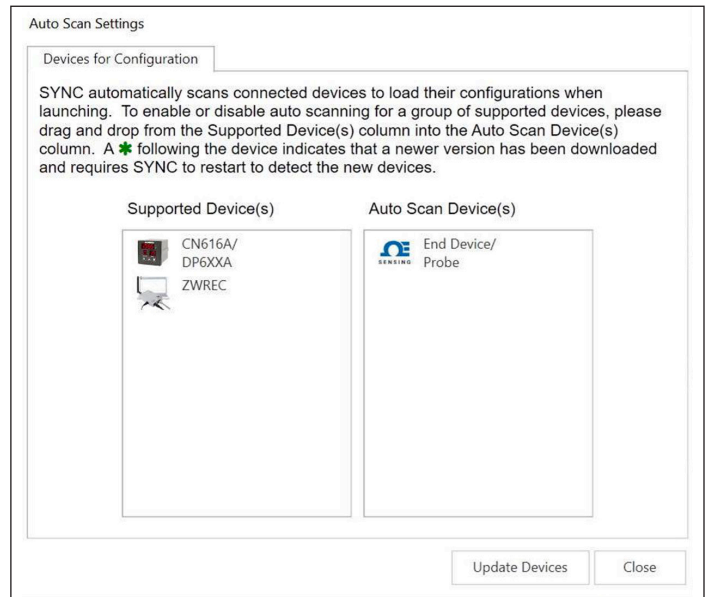 Auto Scan Settings
Devices for Configuration
SYNC automatically scans connected devices to load their configurations when
launching. To enable or disable auto scanning for a group of supported devices, please
drag and drop from the Supported Device(s) column into the Auto Scan Device(s)
column. A ✱ following the device indicates that a newer version has been downloaded
and requires SYNC to restart to detect the new devices.
Supported Device(s)
CN616A/
DP6XXA
ZWREC
Auto Scan Device(s)
SENSING
End Device/
Probe
Update Devices
Close